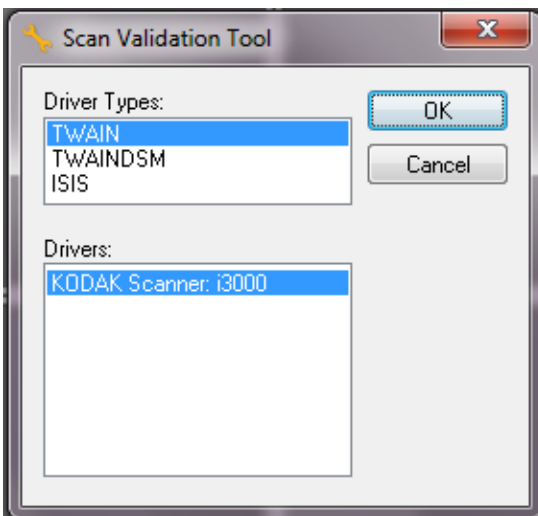 Scan Validation Tool
Driver Types:
TWAIN
TWAINDSM
ISIS
OK
Cancel
Drivers:
KODAK Scanner: i3000